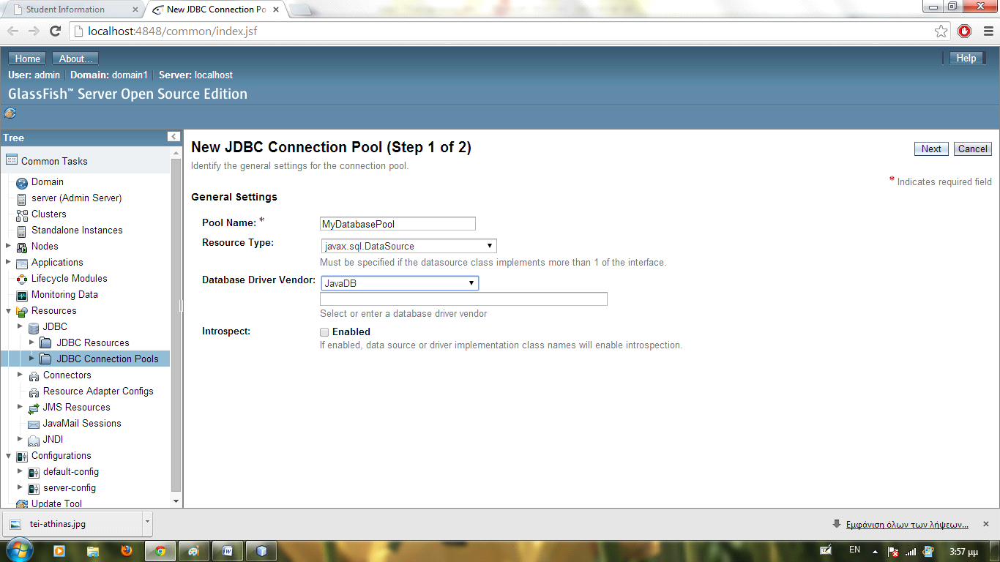 Student Information
New JDBC Connection Po
localhost:4848/common/index.jsf
Home
About...
Help
User: admin
Domain: domain1
Server: localhost
GlassFish™ Server Open Source Edition
Tree
Common Tasks
Domain
server (Admin Server)
Clusters
Standalone Instances
Nodes
Applications
Lifecycle Modules
Monitoring Data
Resources
JDBC
JDBC Resources
JDBC Connection Pools
Connectors
Resource Adapter Configs
JMS Resources
JavaMail Sessions
JNDI
Configurations
default-config
server-config
Update Tool
New JDBC Connection Pool (Step 1 of 2)
Next
Cancel
Identify the general settings for the connection pool.
* Indicates required field
General Settings
Pool Name: *
MyDatabasePool
Resource Type:
javax.sql.DataSource
Must be specified if the datasource class implements more than 1 of the interface.
Database Driver Vendor:
JavaDB
Select or enter a database driver vendor
Introspect:
Enabled
If enabled, data source or driver implementation class names will enable introspection.
tei-athinas.jpg
Εμφάνιση όλων των λήψεων...
EN
3:57 μμ